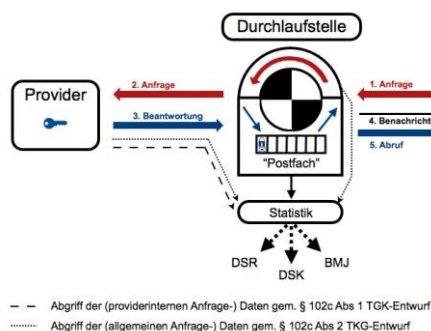 Durchlaufstelle
2. Anfrage
1. Anfrage
Provider
3. Beantwortung
4. Benachricht
5. Abruf
"Postfach"
Statistik
DSR
BMJ
DSK
Abgriff der (providerinternen Anfrage-) Daten gem. § 102c Abs 1 TGK-Entwurf
Abgriff der (allgemeinen Anfrage-) Daten gem. § 102c Abs 2 TKG-Entwurf